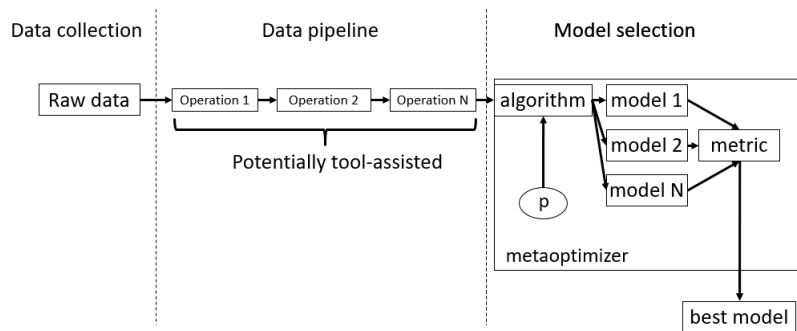 Data collection
Data pipeline
Model selection
Raw data
Operation 1
Operation 2
Operation N
algorithm
model 1
model 2
metric
model N
Potentially tool-assisted
p
metaoptimizer
best model